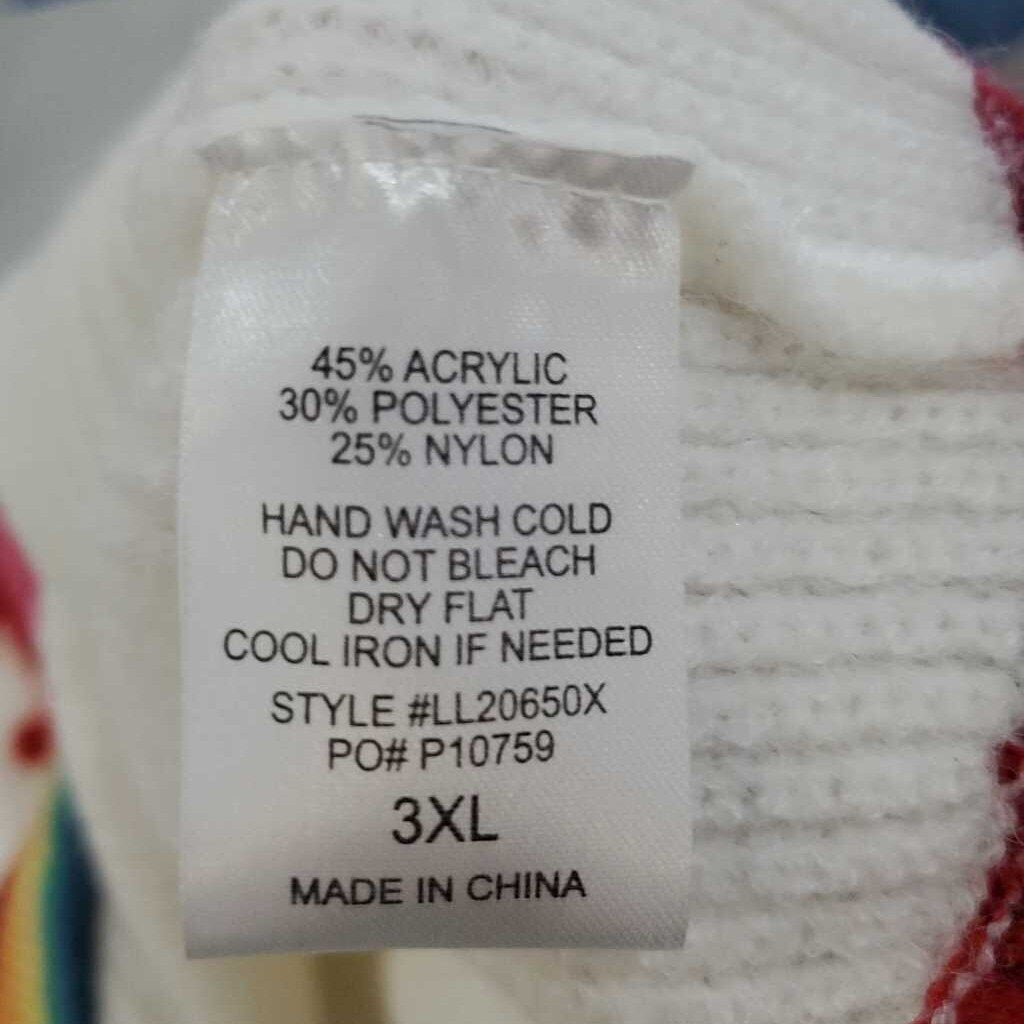 45% ACRYLIC
30% POLYESTER
25% NYLON
HAND WASH COLD
DO NOT BLEACH
DRY FLAT
COOL IRON IF NEEDED
STYLE #LL20650X
PO# P10759
3XL
MADE IN CHINA